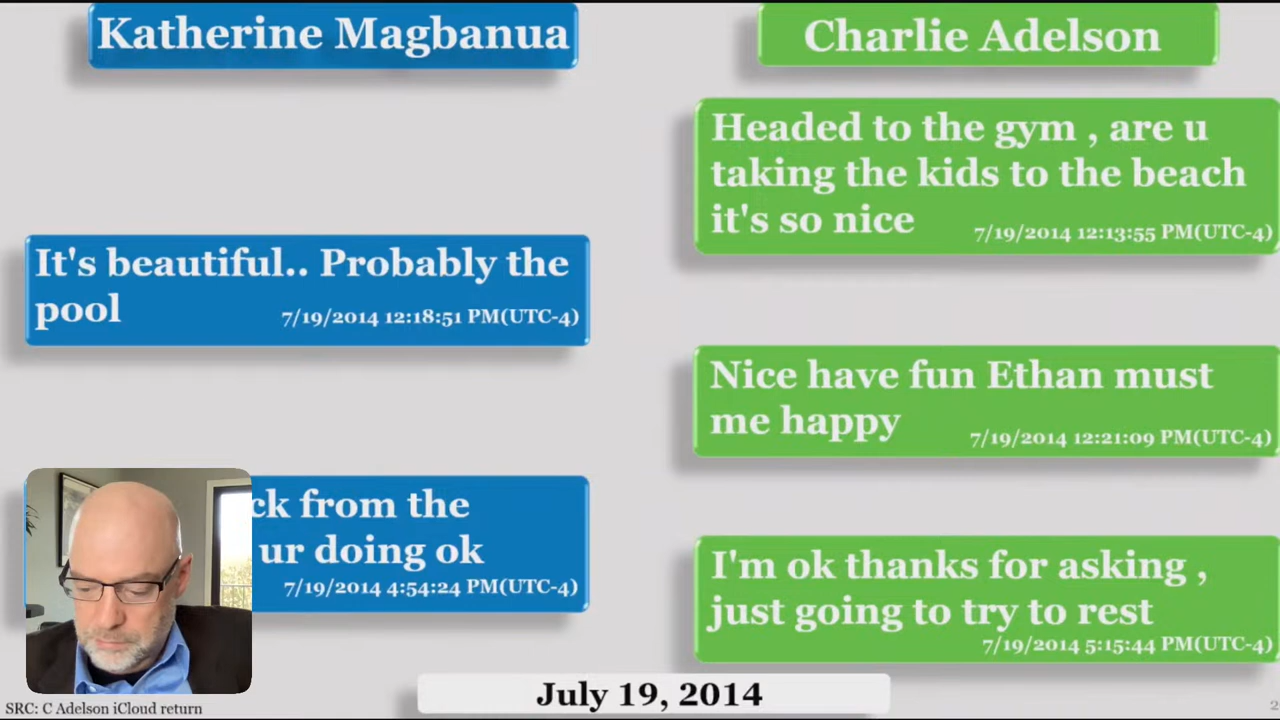 Katherine Magbanua
Charlie Adelson
Headed to the gym , are u
taking the kids to the beach
it's so nice
7/19/2014 12:13:55 PM(UTC-4)
It's beautiful.. Probably the
pool
7/19/2014 12:18:51 PM(UTC-4)
Nice have fun Ethan must
me happy
7/19/2014 12:21:09 PM(UTC-4)
ck from the
ur doing ok
7/19/2014 4:54:24 PM(UTC-4)
I'm ok thanks for asking ,
just going to try to rest
7/19/2014 5:15:44 PM(UTC-4)
July 19, 2014
SRC: C Adelson iCloud return
2